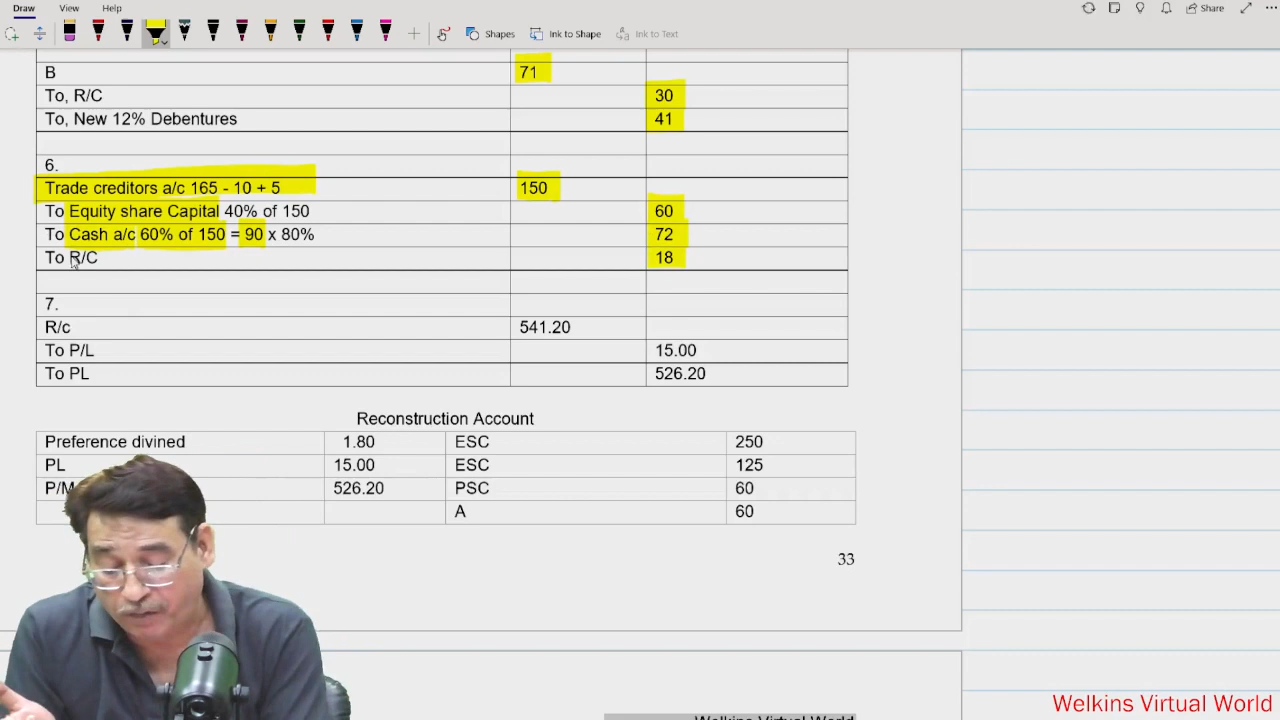 Draw View Help
Shapes Ink to Shape Ink to Text Share
B 71
To, R/C 30
To, New 12% Debentures 41
6.
Trade creditors a/c 165 - 10 + 5 150
To Equity share Capital 40% of 150 60
To Cash a/c 60% of 150 = 90 x 80% 72
To R/C 18
7.
R/c 541.20
To P/L 15.00
To PL 526.20
Reconstruction Account
Preference divined 1.80 ESC 250
PL 15.00 ESC 125
P/M 526.20 PSC 60
A 60
33
Welkins Virtual World
Welkins Virtual World